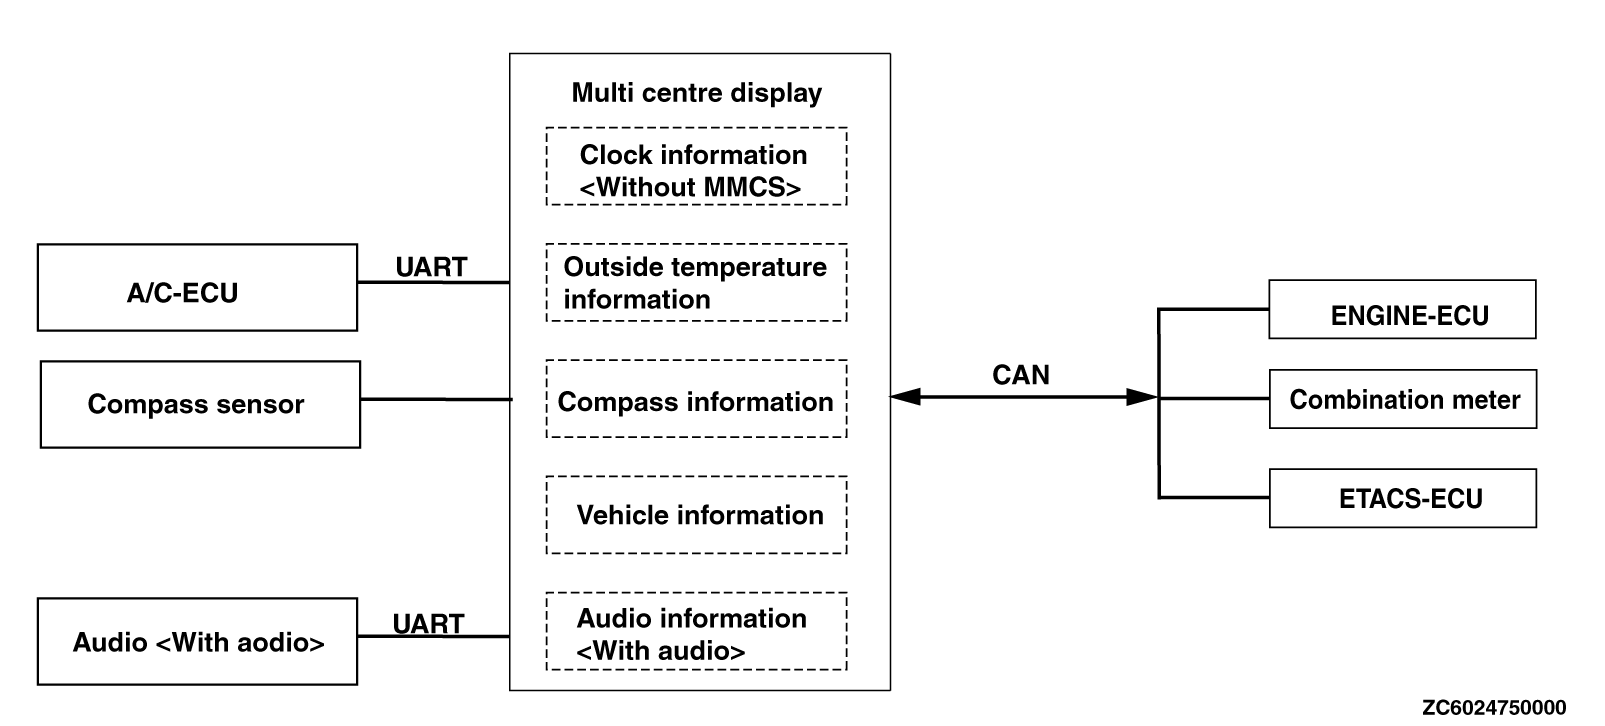 Multi centre display
Clock information
<Without MMCS>
A/C-ECU
UART
Outside temperature
information
Compass sensor
Compass information
Vehicle information
Audio <With aodio>
UART
Audio information
<With audio>
CAN
ENGINE-ECU
Combination meter
ETACS-ECU
ZC6024750000